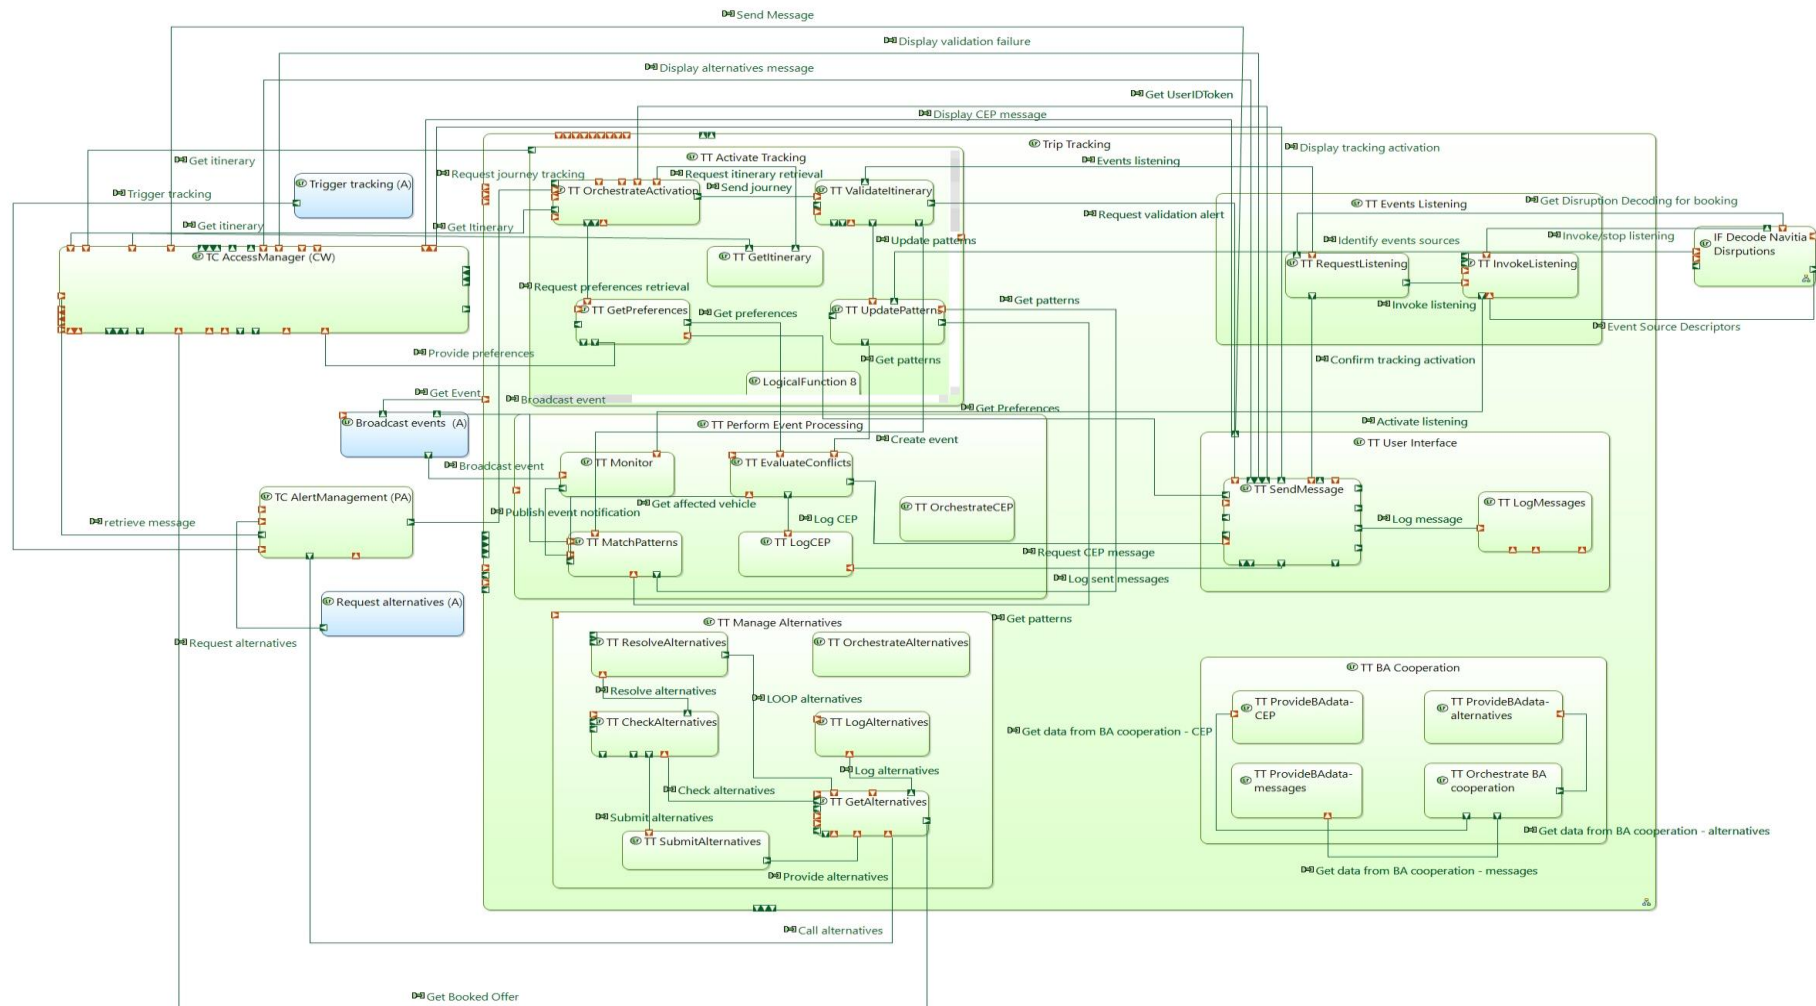 Send Message
Display validation failure
Display alternatives message
Get UserIDToken
Display CEP message
Trip Tracking
Display tracking activation
Get itinerary
TT Activate Tracking
Events listening
Request journey tracking
Request itinerary retrieval
Trigger tracking (A)
Trigger tracking
TT OrchestrateActivation
Send journey
TT ValidateItinerary
Get itinerary
Get Itinerary
Request validation alert
TT Events Listening
Get Disruption Decoding for booking
Update patterns
Identify events sources
Invoke/stop listening
IF Decode Navitia
Disrputions
TC AccessManager (CW)
TT GetItinerary
TT RequestListening
TT InvokeListening
Request preferences retrieval
Get patterns
Invoke listening
TT GetPreferences
Get preferences
TT UpdatePatterns
Event Source Descriptors
Provide preferences
Get patterns
Confirm tracking activation
LogicalFunction 8
Get Event
Broadcast event
Get Preferences
Broadcast events (A)
TT Perform Event Processing
Activate listening
Create event
TT User Interface
Broadcast event
TT Monitor
TT EvaluateConflicts
TC AlertManagement (PA)
Get affected vehicle
TT SendMessage
TT OrchestrateCEP
TT LogMessages
retrieve message
Publish event notification
Log CEP
Log message
TT MatchPatterns
TT LogCEP
Request CEP message
Log sent messages
Request alternatives (A)
Get patterns
TT Manage Alternatives
Request alternatives
TT ResolveAlternatives
TT OrchestrateAlternatives
TT BA Cooperation
Resolve alternatives
LOOP alternatives
TT ProvideBAdata-
CEP
TT ProvideBAdata-
alternatives
TT CheckAlternatives
TT LogAlternatives
Get data from BA cooperation - CEP
Log alternatives
TT ProvideBAdata-
messages
TT Orchestrate BA
cooperation
Check alternatives
TT GetAlternatives
Submit alternatives
Get data from BA cooperation - alternatives
TT SubmitAlternatives
Provide alternatives
Get data from BA cooperation - messages
Call alternatives
Get Booked Offer